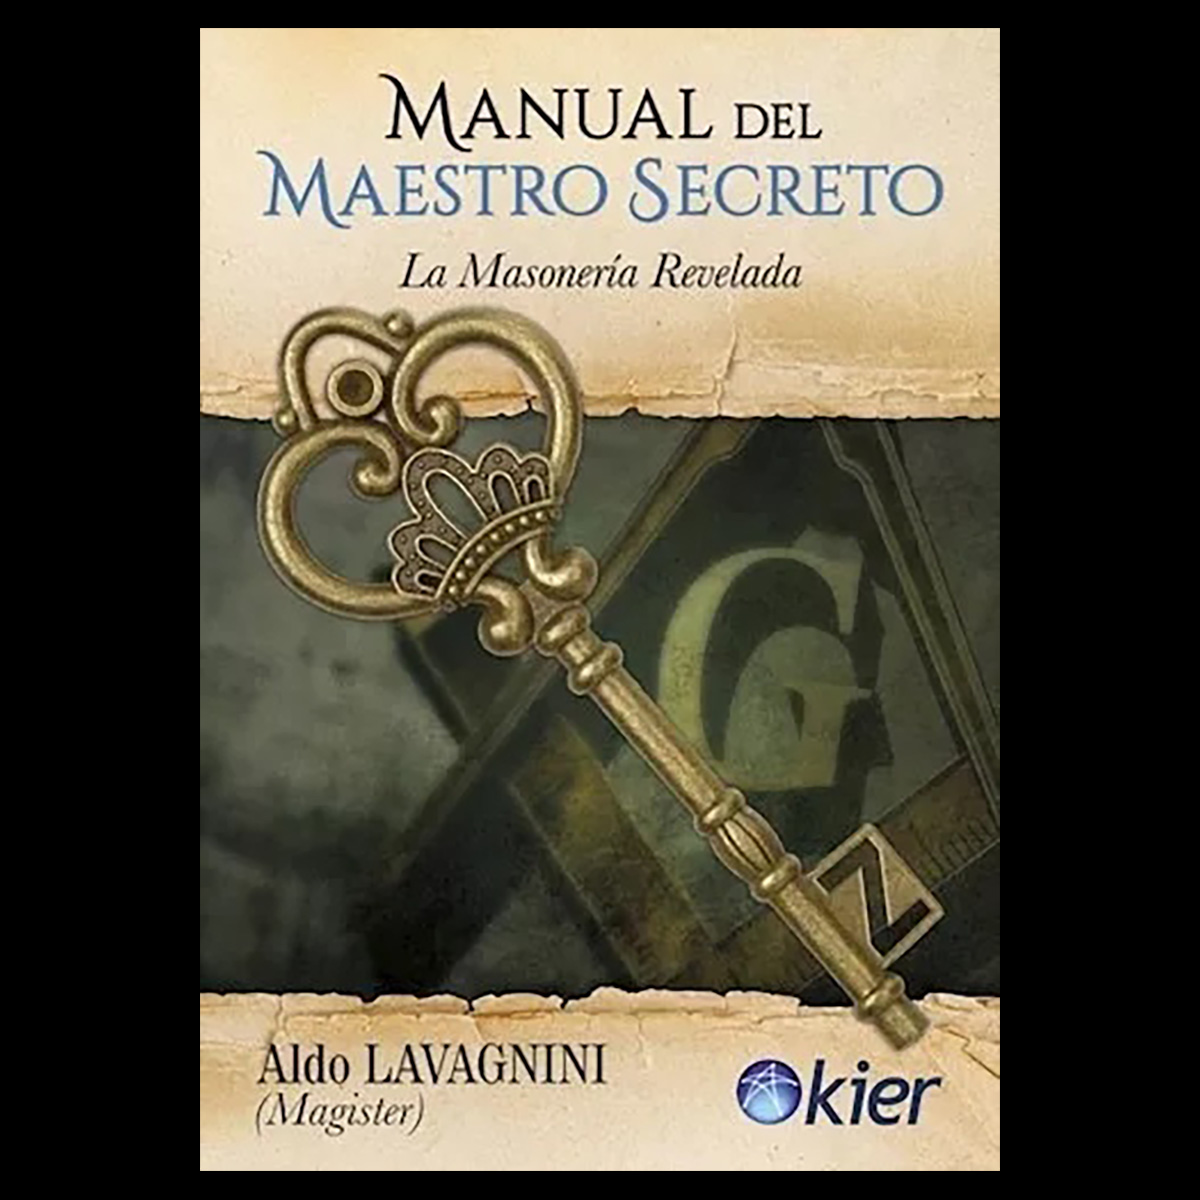 MANUAL DEL
MAESTRO SECRETO
La Masonería Revelada
G
Z
Aldo LAVAGNINI
(Magister)
kier